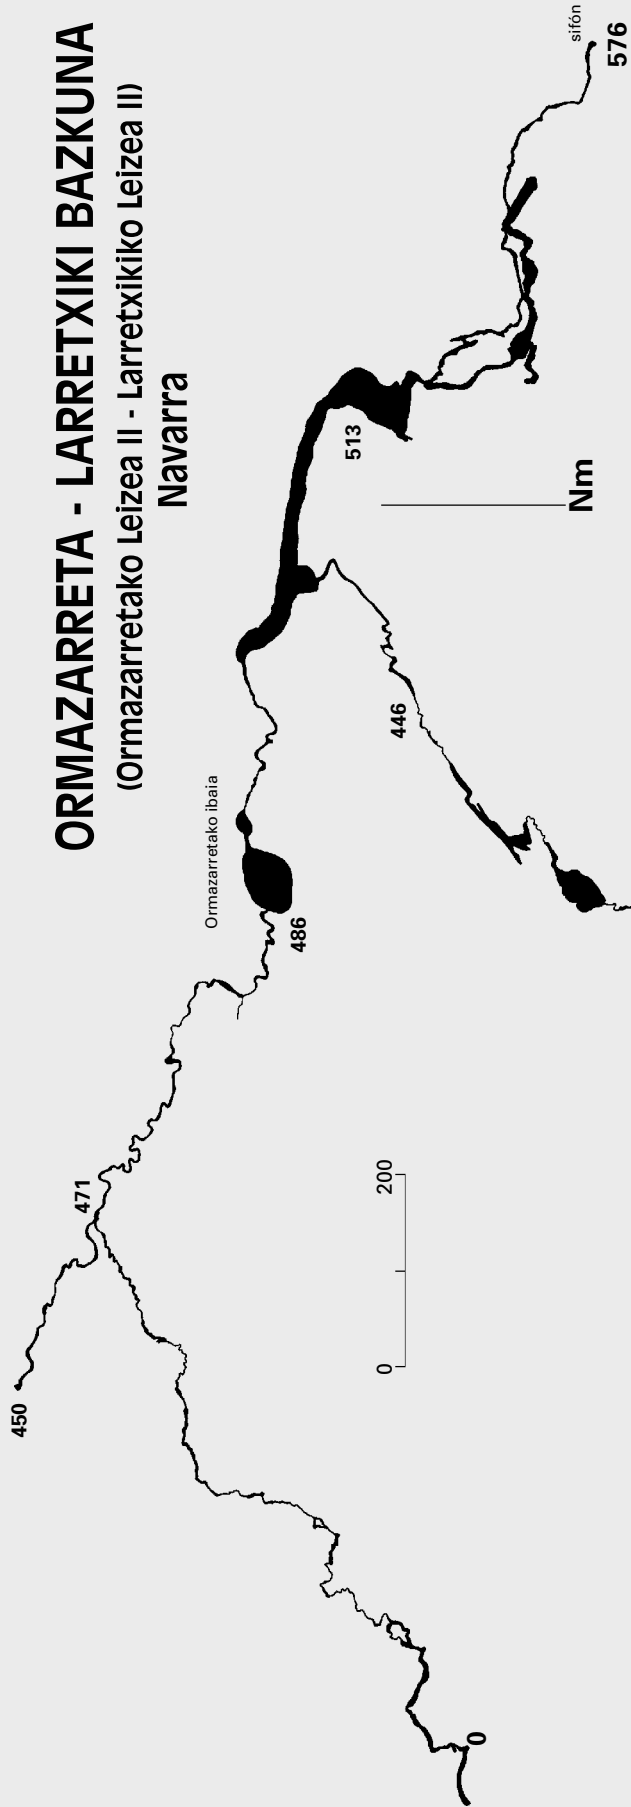 ORMAZARRETA - LARRETXIKI BAZKUNA
(Ormazarretako Leizea II - Larretxikiko Leizea II)
Navarra
450
471
Ormazarretako ibaia
486
513
446
Nm
sifón
576
0
200
0